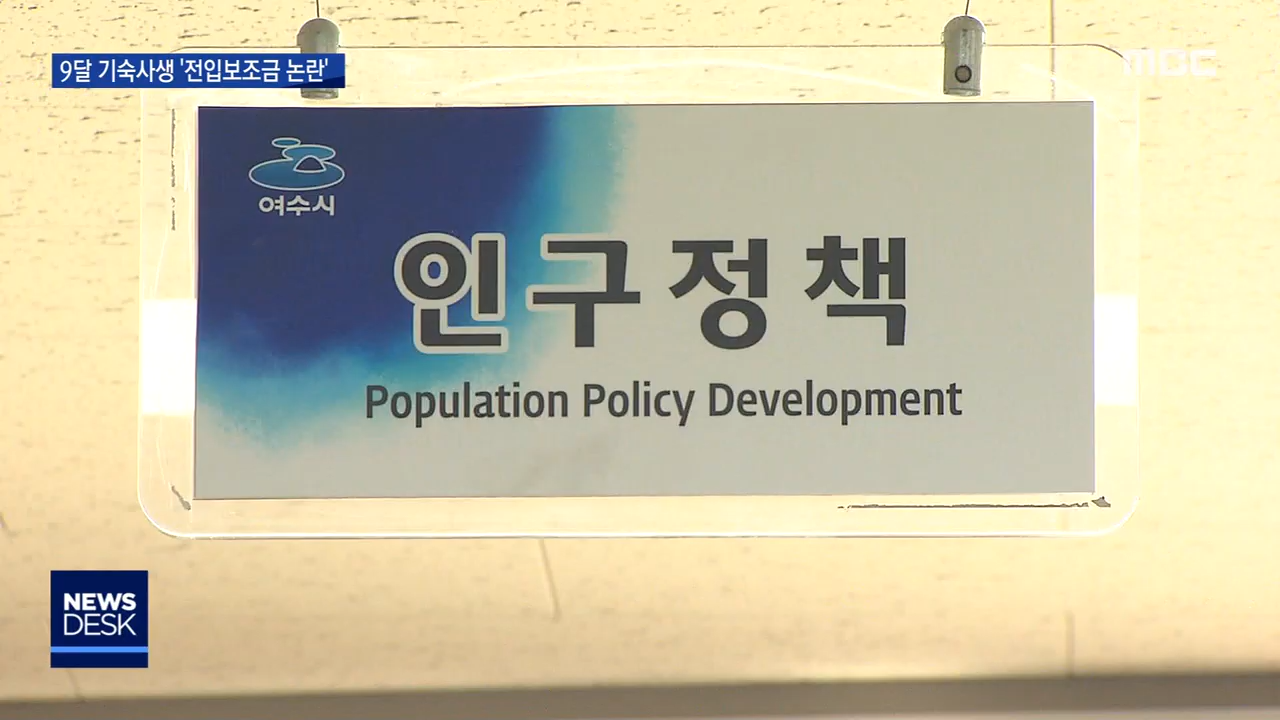 9달 기숙사생 '전입보조금 논란'
MBC
여수시
인구정책
Population Policy Development
NEWS
DESK